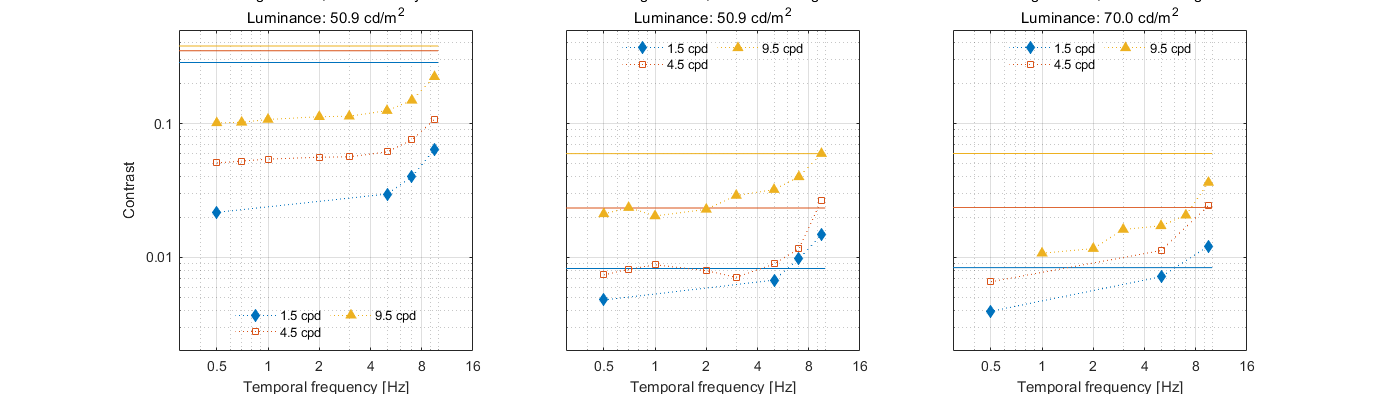 Luminance: 50.9 cd/m2
0.1
0.01
Contrast
1.5 cpd
9.5 cpd
4.5 cpd
0.5 1 2 4 8 16
Temporal frequency [Hz]
Luminance: 50.9 cd/m2
1.5 cpd
9.5 cpd
4.5 cpd
0.5 1 2 4 8 16
Temporal frequency [Hz]
Luminance: 70.0 cd/m2
1.5 cpd
9.5 cpd
4.5 cpd
0.5 1 2 4 8 16
Temporal frequency [Hz]